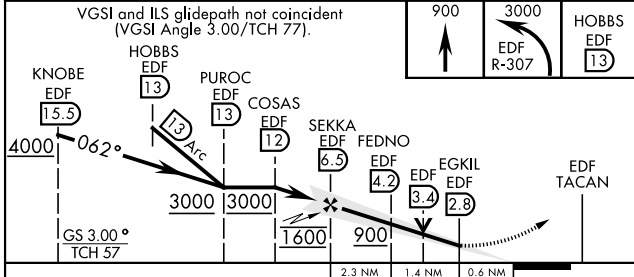 VGSI and ILS glidepath not coincident
(VGSI Angle 3.00/TCH 77).
900
3000
EDF
R-307
HOBBS
EDF
13
KNOBE
EDF
15.5
HOBBS
EDF
13
PUROC
EDF
13
COSAS
EDF
12
SEKKA
EDF
6.5
FEDNO
EDF
4.2
EDF
3.4
EGKIL
EDF
2.8
EDF
TACAN
4000
062°
13 Arc
3000
3000
1600
900
GS 3.00°
TCH 57
2.3 NM
1.4 NM
0.6 NM